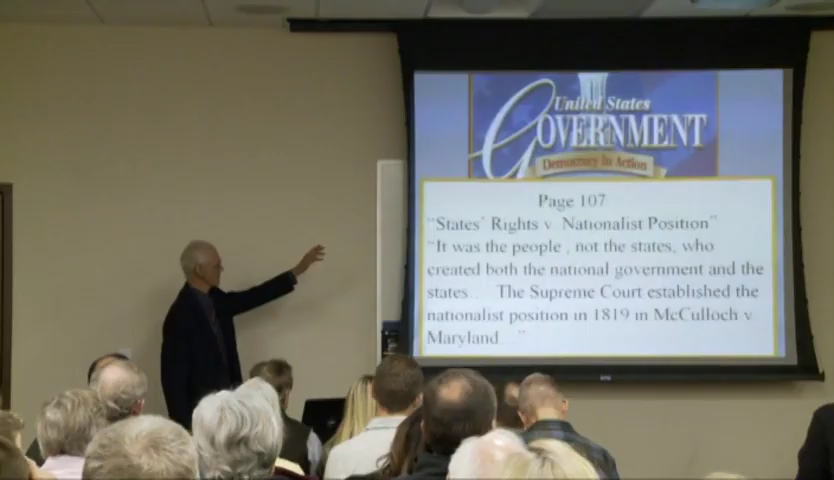 United States
GOVERNMENT
Democracy in Action
Page 107
"States' Rights v. Nationalist Position"
"It was the people , not the states, who
created both the national government and the
states... The Supreme Court established the
nationalist position in 1819 in McCulloch v.
Maryland..."